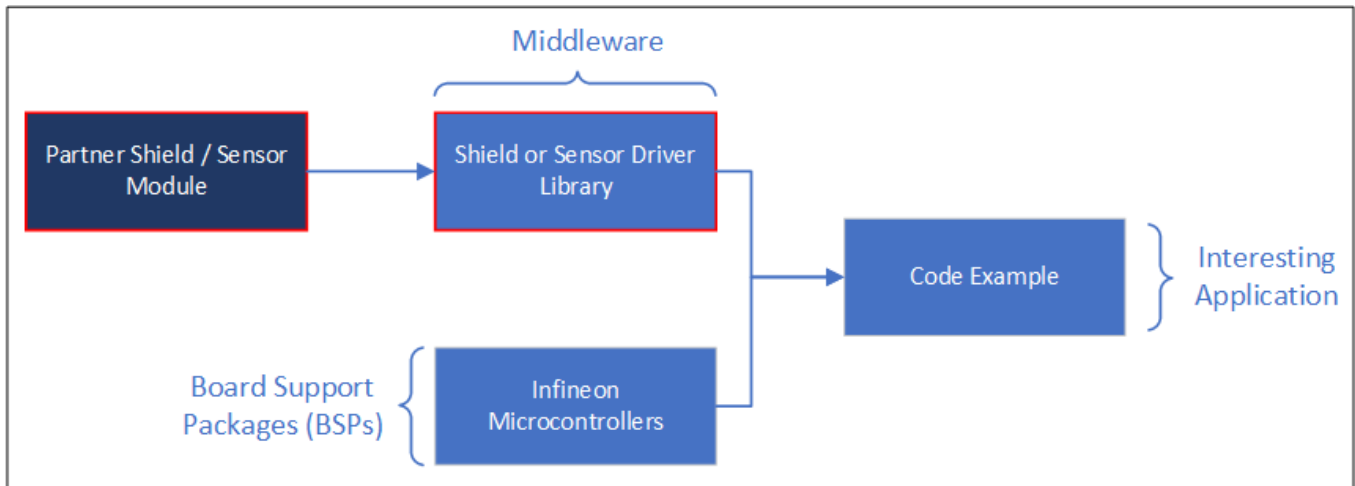 Middleware
Partner Shield / Sensor
Module
Shield or Sensor Driver
Library
Code Example
Interesting
Application
Board Support
Packages (BSPs)
Infineon
Microcontrollers